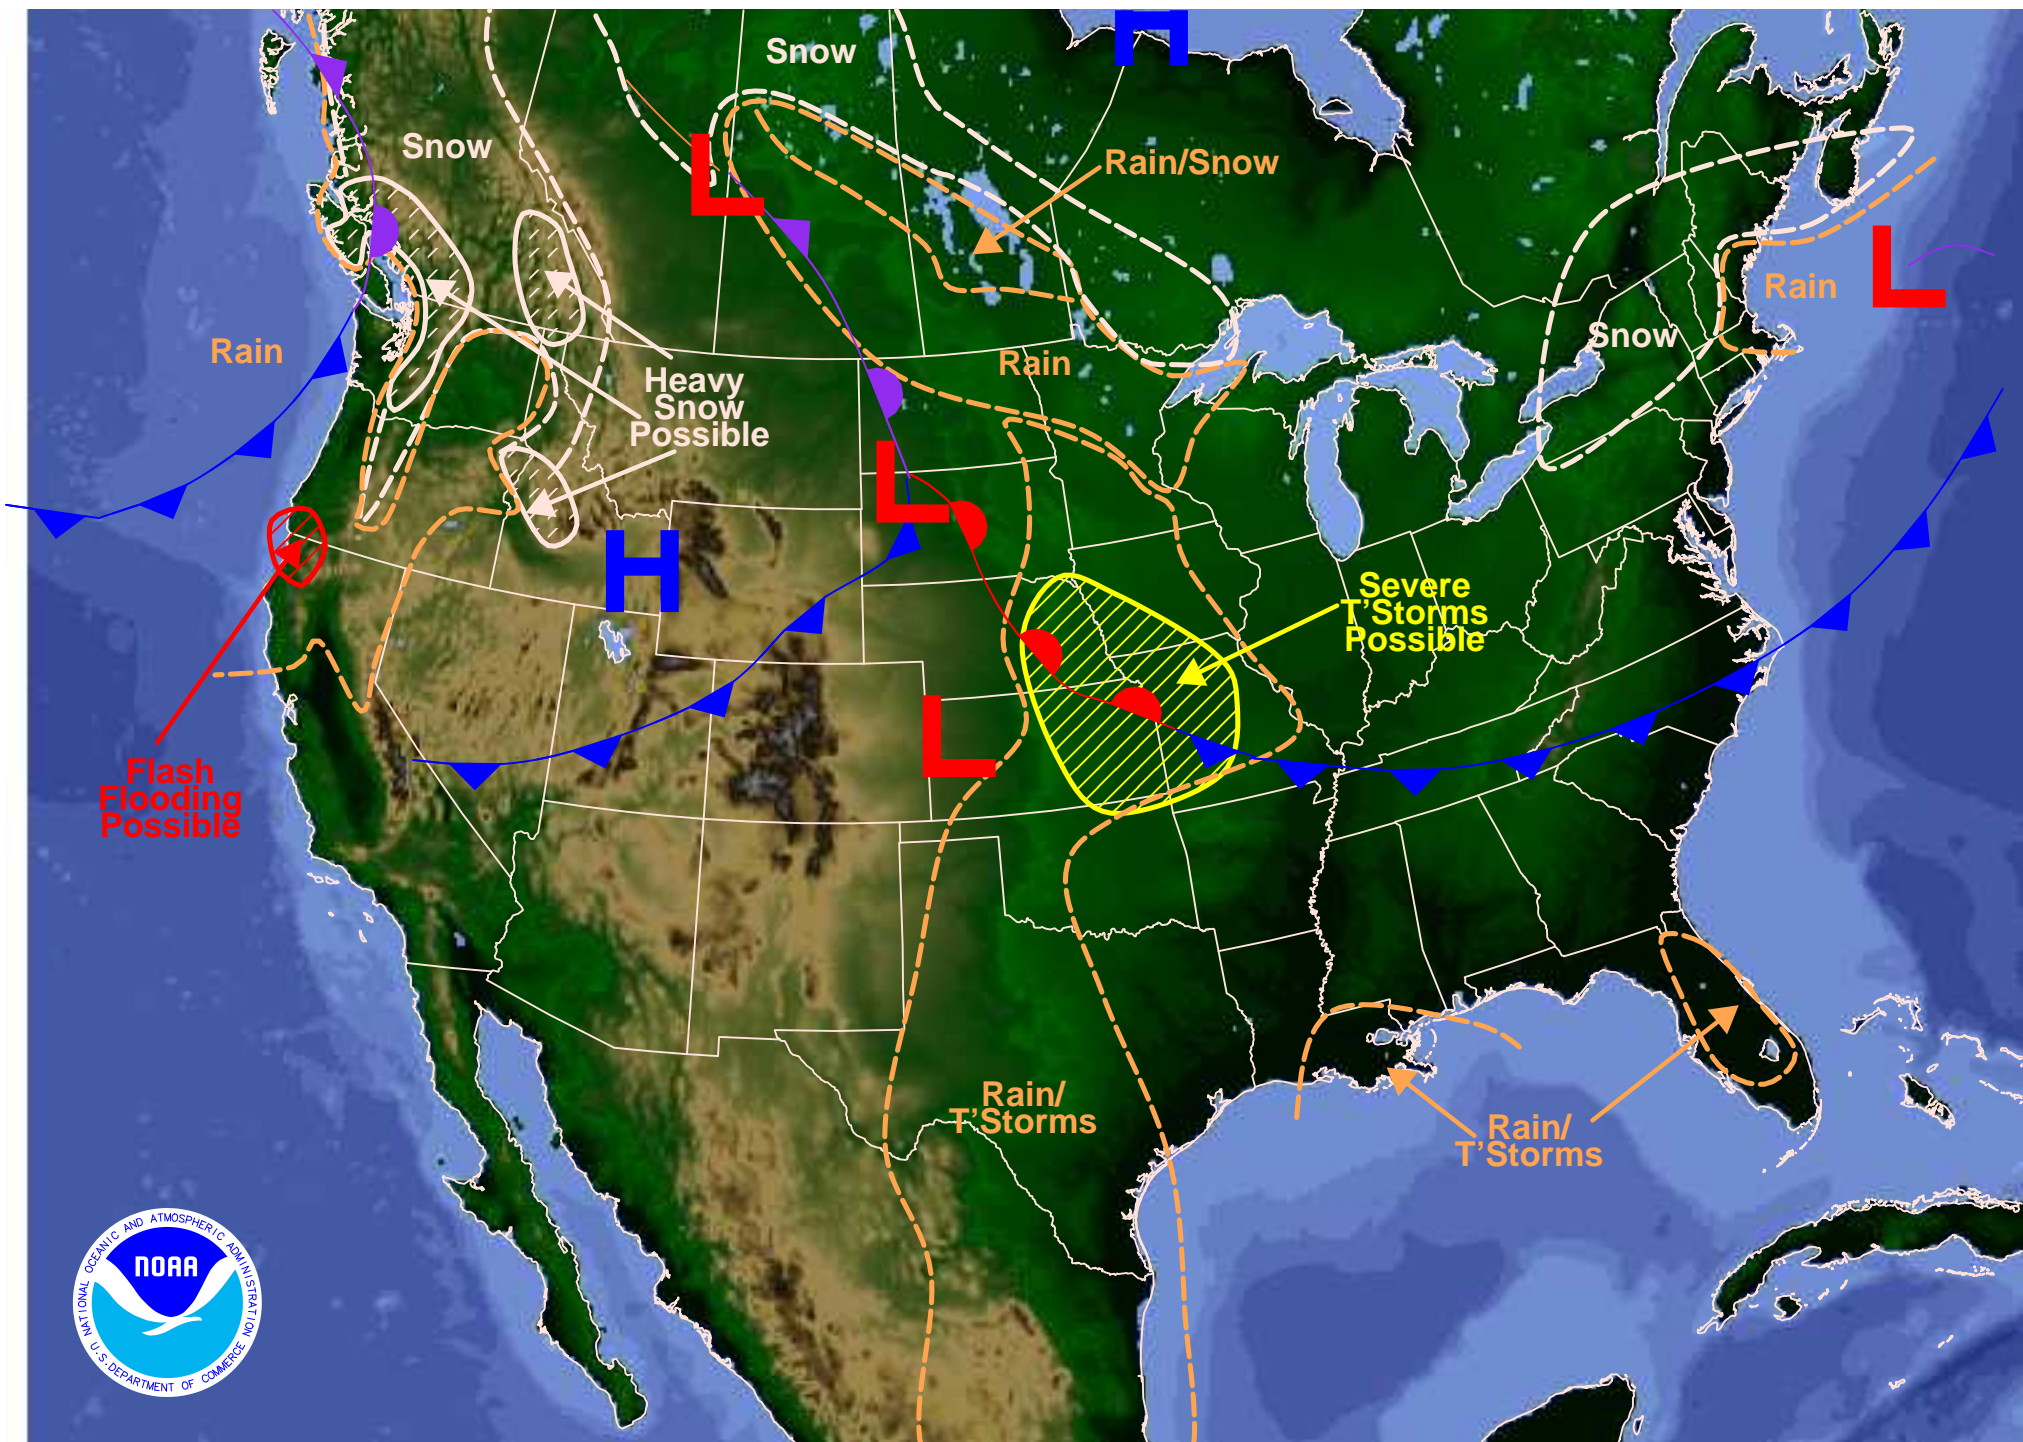 H
Snow
Snow
L
Rain/Snow
L
Rain
Snow
Rain
Rain
Heavy
Snow
Possible
L
H
Severe
T'Storms
Possible
L
Flash
Flooding
Possible
Rain/
T'Storms
Rain/
T'Storms
NATIONAL OCEANIC AND ATMOSPHERIC ADMINISTRATION
NOAA
U.S. DEPARTMENT OF COMMERCE